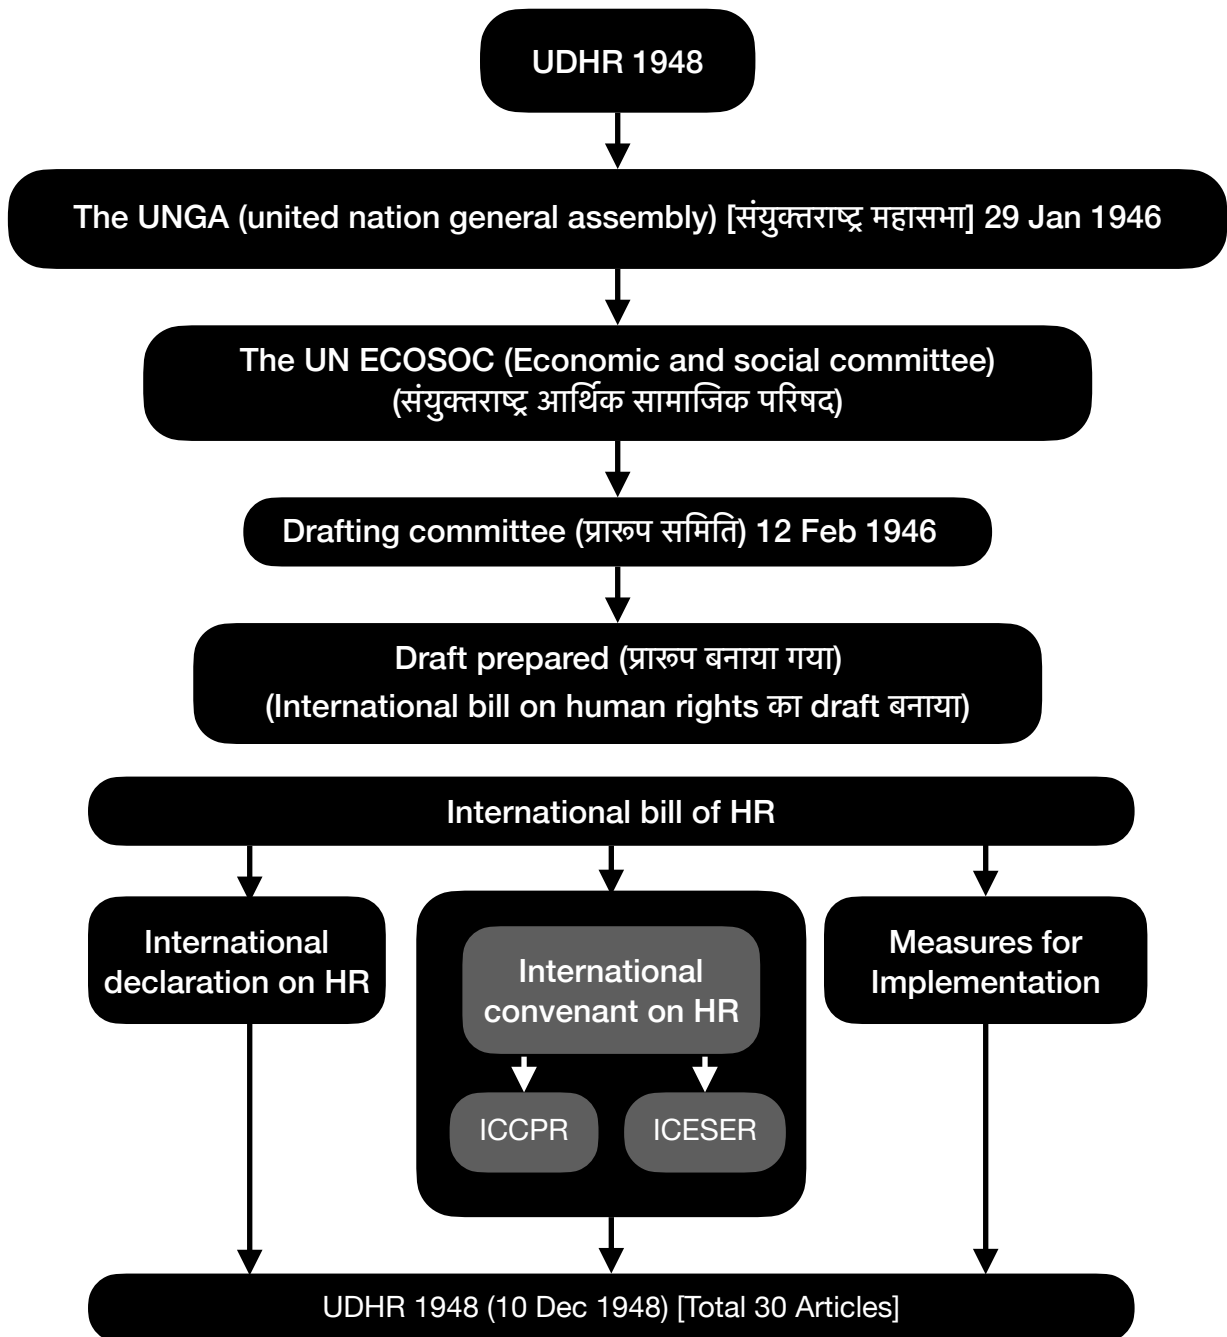 UDHR 1948
The UNGA (united nation general assembly) [संयुक्तराष्ट्र महासभा] 29 Jan 1946
The UN ECOSOC (Economic and social committee)
(संयुक्तराष्ट्र आर्थिक सामाजिक परिषद)
Drafting committee (प्रारूप समिति) 12 Feb 1946
Draft prepared (प्रारूप बनाया गया)
(International bill on human rights का draft बनाया)
International bill of HR
International
declaration on HR
International
convenant on HR
ICCPR
ICESER
Measures for
Implementation
UDHR 1948 (10 Dec 1948) [Total 30 Articles]